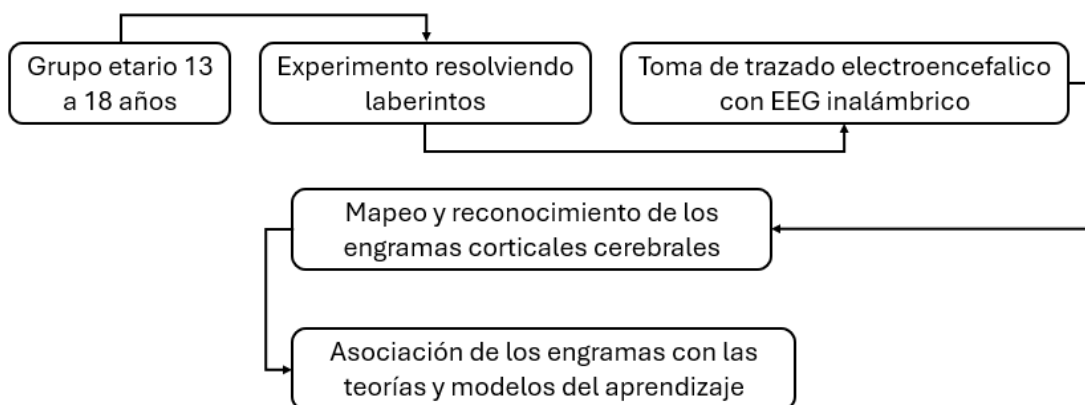 Grupo etario 13
a 18 años
Experimento resolviendo
laberintos
Toma de trazado electroencefalico
con EEG inalámbrico
Mapeo y reconocimiento de los
engramas corticales cerebrales
Asociación de los engramas con las
teorías y modelos del aprendizaje